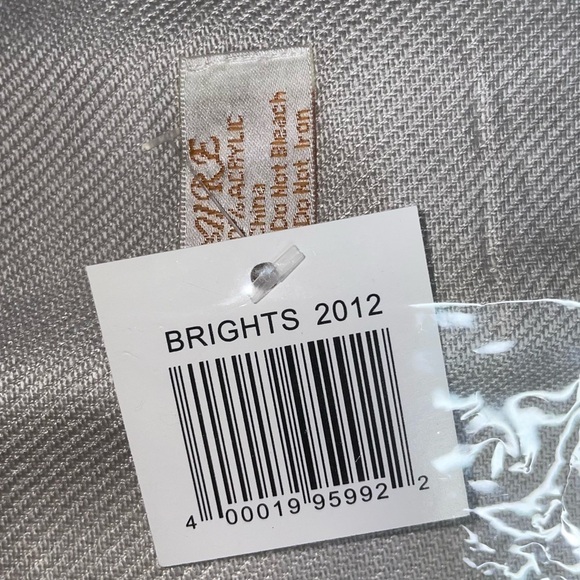 ACRYLIC
China
Do Not Bleach
Do Not Iron
BRIGHTS 2012
4 00019 95992 2